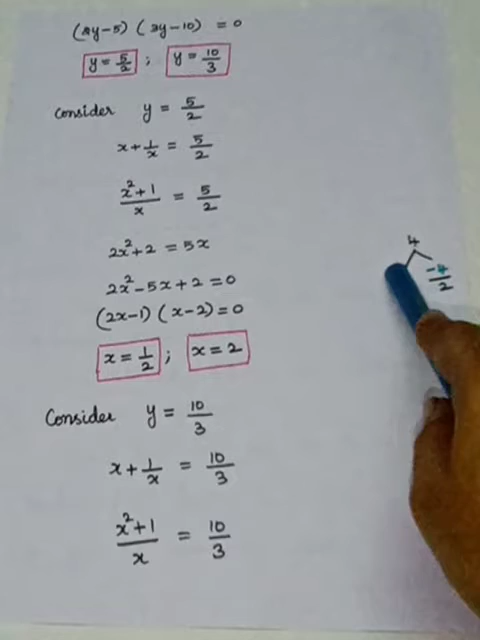 (2y-5) (3y-10) = 0
y = 5/2 ; y = 10/3
Consider y = 5/2
x + 1/x = 5/2
x²+1/x = 5/2
2x²+2 = 5x
2x²-5x+2 = 0
(2x-1) (x-2) = 0
x = 1/2 ; x = 2
Consider y = 10/3
x + 1/x = 10/3
x²+1/x = 10/3
4
-4/2